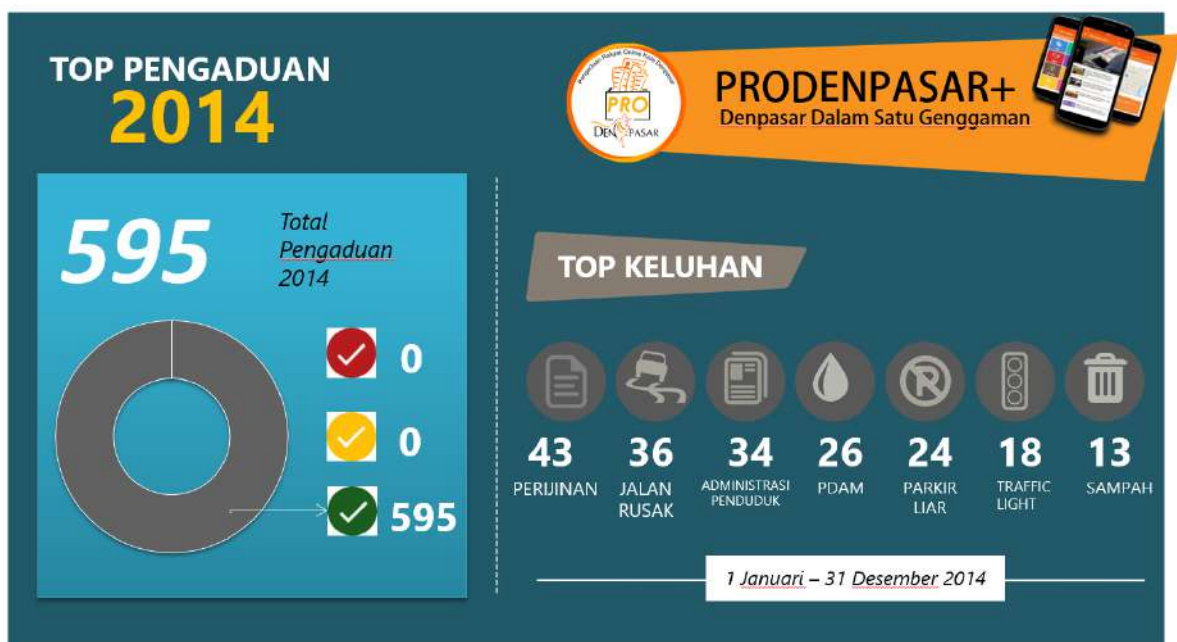 TOP PENGADUAN
2014
PRO
DENPASAR
PRODENPASAR+
Denpasar Dalam Satu Genggaman
595
Total
Pengaduan
2014
0
0
595
TOP KELUHAN
43
PERIJINAN
36
JALAN
RUSAK
34
ADMINISTRASI
PENDUDUK
26
PDAM
24
PARKIR
LIAR
18
TRAFFIC
LIGHT
13
SAMPAH
1 Januari – 31 Desember 2014